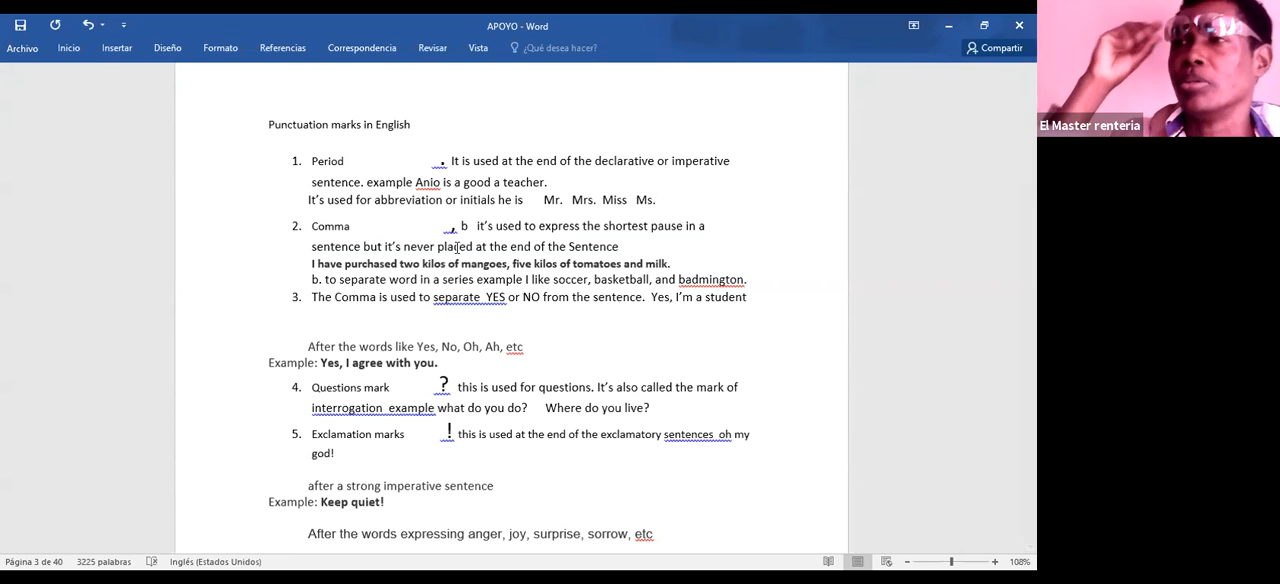 APOYO - Word
Archivo Inicio Insertar Diseño Formato Referencias Correspondencia Revisar Vista ¿Qué desea hacer? Compartir
El Master renteria
Punctuation marks in English
1. Period . It is used at the end of the declarative or imperative
sentence. example Anio is a good a teacher.
It's used for abbreviation or initials he is Mr. Mrs. Miss Ms.
2. Comma , b it's used to express the shortest pause in a
sentence but it's never placed at the end of the Sentence
I have purchased two kilos of mangoes, five kilos of tomatoes and milk.
b. to separate word in a series example I like soccer, basketball, and badmington.
3. The Comma is used to separate YES or NO from the sentence. Yes, I'm a student
After the words like Yes, No, Oh, Ah, etc
Example: Yes, I agree with you.
4. Questions mark ? this is used for questions. It's also called the mark of
interrogation example what do you do? Where do you live?
5. Exclamation marks ! this is used at the end of the exclamatory sentences oh my
god!
after a strong imperative sentence
Example: Keep quiet!
After the words expressing anger, joy, surprise, sorrow, etc
Página 3 de 40 3225 palabras Inglés (Estados Unidos) 108%